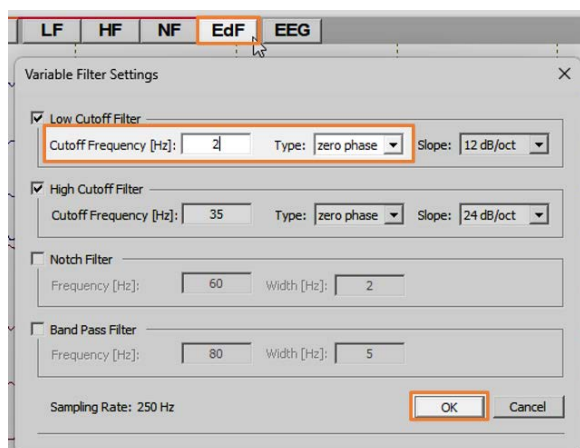 LF HF NF EdF EEG
Variable Filter Settings
Low Cutoff Filter
Cutoff Frequency [Hz]: 2 Type: zero phase Slope: 12 dB/oct
High Cutoff Filter
Cutoff Frequency [Hz]: 35 Type: zero phase Slope: 24 dB/oct
Notch Filter
Frequency [Hz]: 60 Width [Hz]: 2
Band Pass Filter
Frequency [Hz]: 80 Width [Hz]: 5
Sampling Rate: 250 Hz OK Cancel